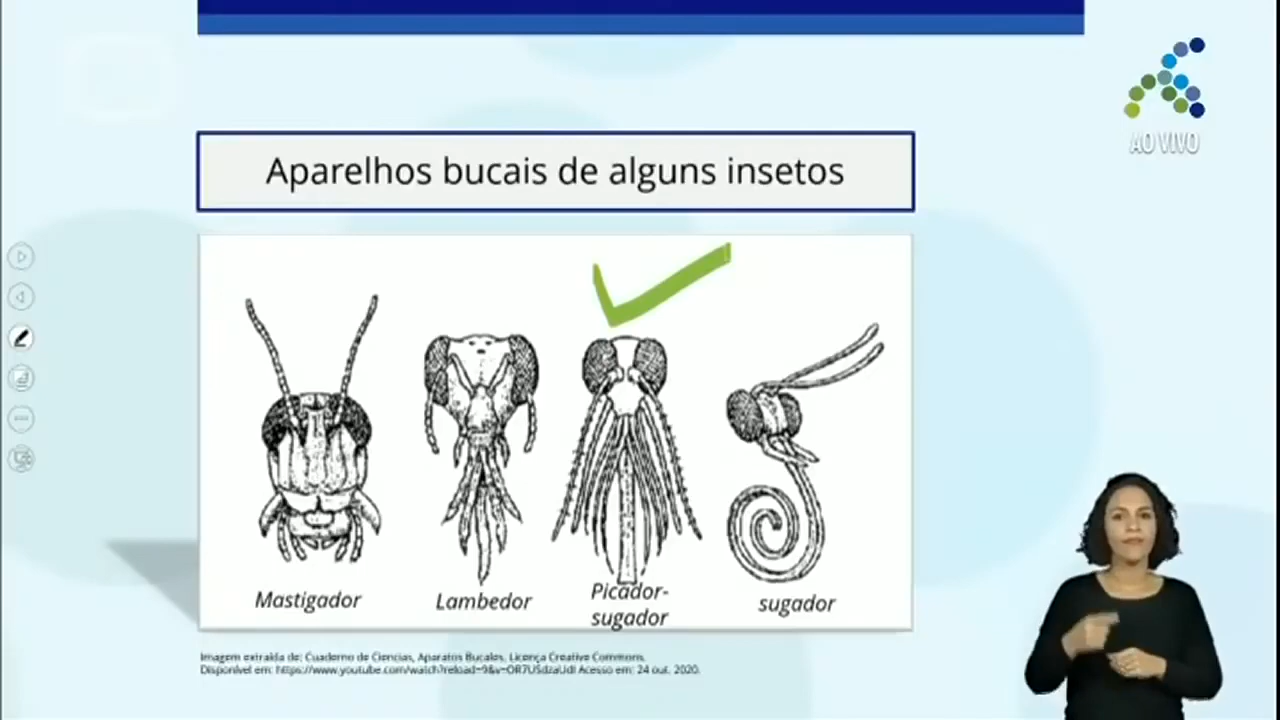 AO VIVO
Aparelhos bucais de alguns insetos
Mastigador
Lambedor
Picador-
sugador
sugador
Imagem extraída de: Cuaderno de Ciencias, Aparatos Bucales, Licença Creative Commons.
Disponível em: Acesso em: 24 out. 2020.